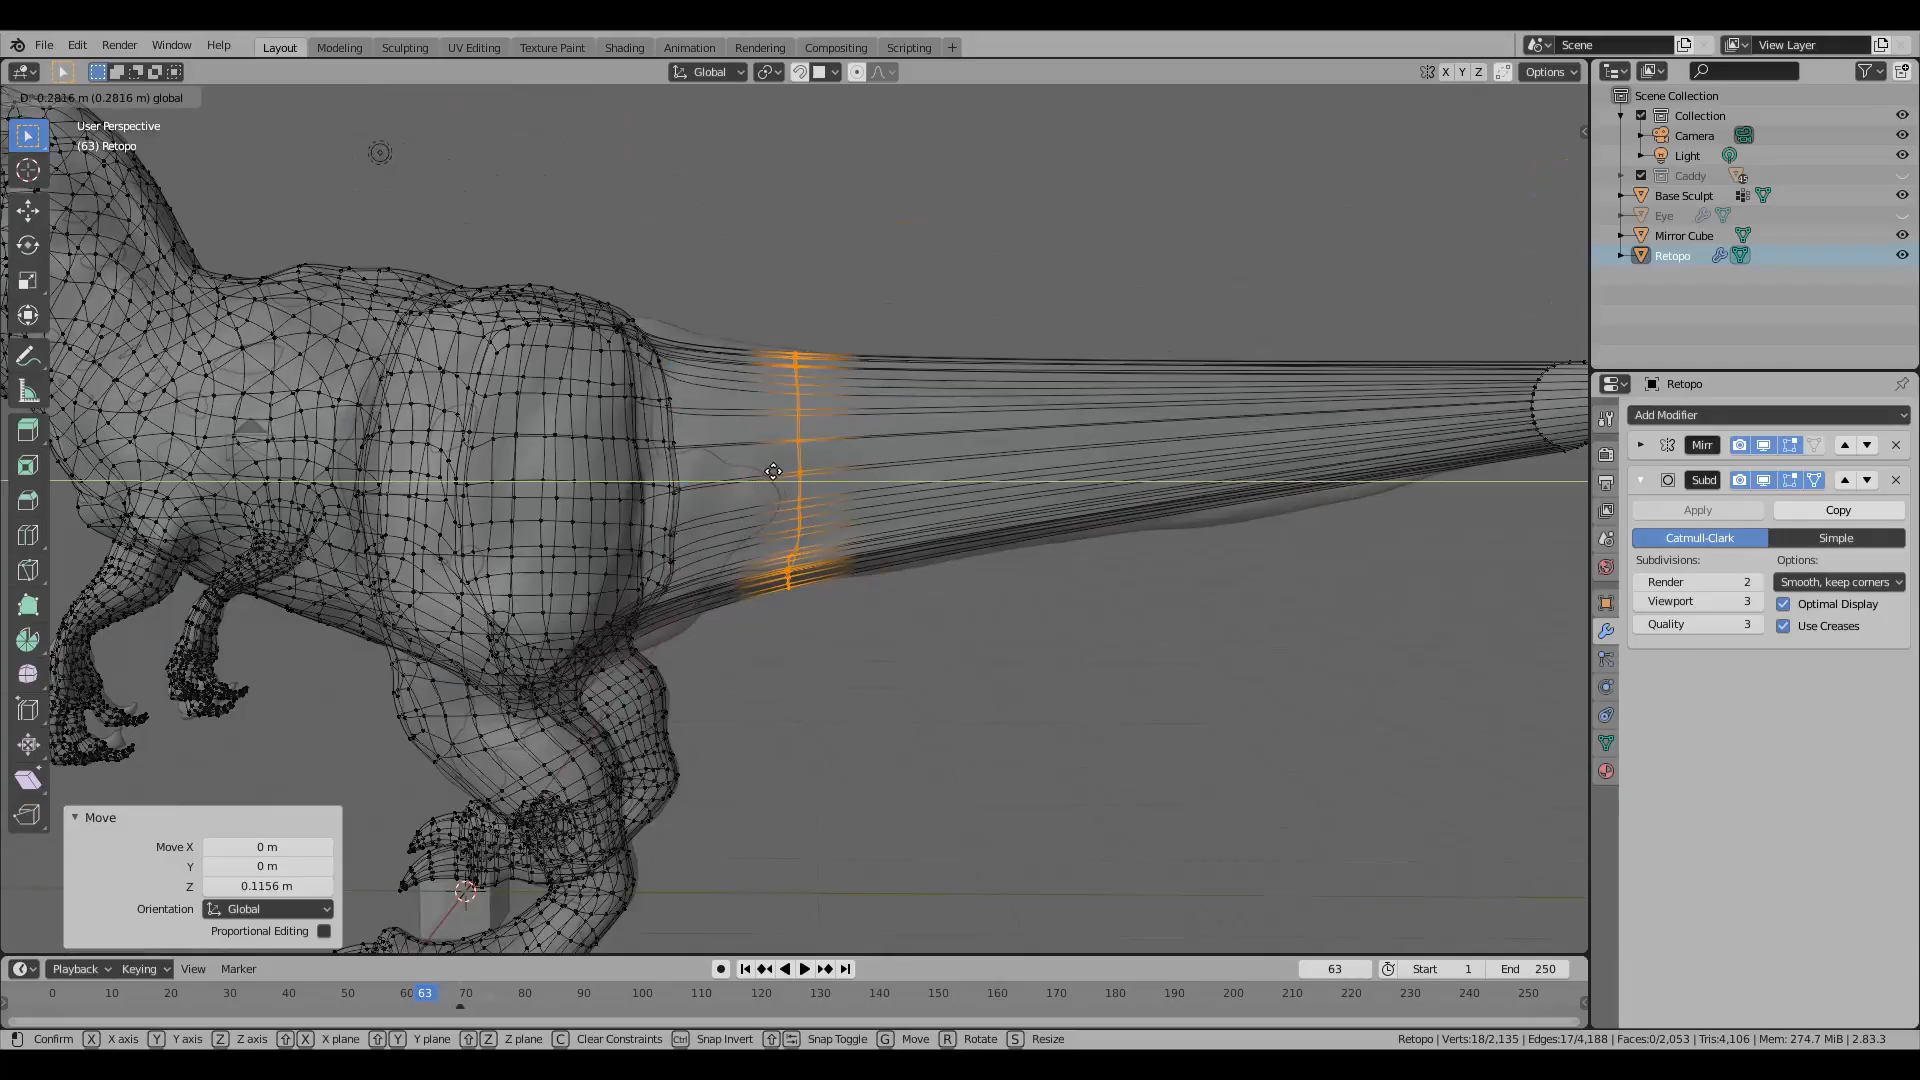 File Edit Render Window Help
Layout Modeling Sculpting UV Editing Texture Paint Shading Animation Rendering Compositing Scripting +
Scene
View Layer
Global
X Y Z
Options
D: 0.2816 m (0.2816 m) global
User Perspective
(63) Retopo
Scene Collection
Collection
Camera
Light
Caddy
Base Sculpt
Eye
Mirror Cube
Retopo
Retopo
Add Modifier
Mirr
Subd
Apply Copy
Catmull-Clark Simple
Subdivisions: Options:
Render 2 Smooth, keep corners
Viewport 3 Optimal Display
Quality 3 Use Creases
Move
Move X 0 m
Y 0 m
Z 0.1156 m
Orientation Global
Proportional Editing
Playback Keying View Marker
63 Start 1 End 250
0 10 20 30 40 50 60 63 70 80 90 100 110 120 130 140 150 160 170 180 190 200 210 220 230 240 250
Confirm X X axis Y Y axis Z Z axis X X plane Y Y plane Z Z plane C Clear Constraints Ctrl Snap Invert Snap Toggle G Move R Rotate S Resize
Retopo | Verts:18/2,135 | Edges:17/4,188 | Faces:0/2,053 | Tris:4,106 | Mem: 274.7 MiB | 2.83.3